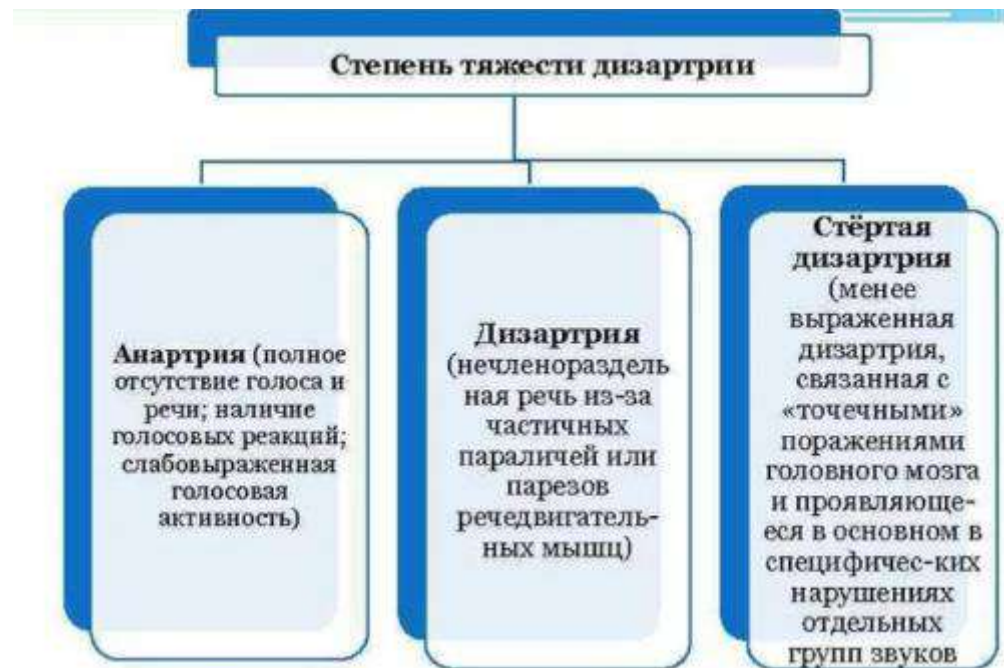 Степень тяжести дизартрии
Анартрия (полное
отсутствие голоса и
речи; наличие
голосовых реакций;
слабовыраженная
голосовая
активность)
Дизартрия
(нечленораздель
ная речь из-за
частичных
параличей или
парезов
речедвигатель-
ных мышц)
Стёртая
дизартрия
(менее
выраженная
дизартрия,
связанная с
«точечными»
поражениями
головного мозга
и проявляюще-
еся в основном в
специфичес-ких
нарушениях
отдельных
групп звуков